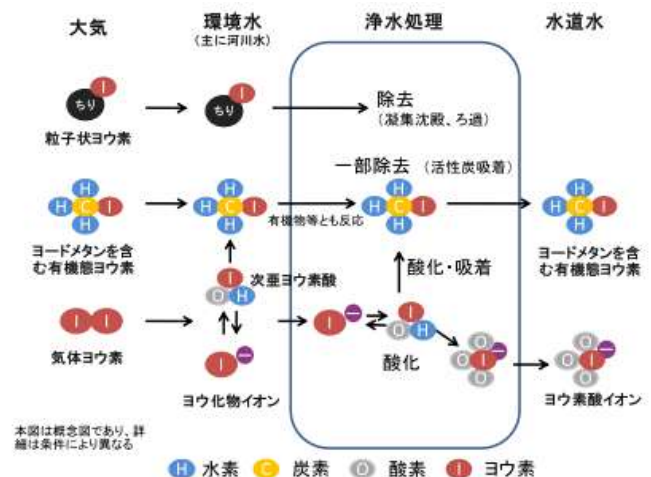 大気
環境水
(主に河川水)
浄水処理
水道水
ちり
I
粒子状ヨウ素
ちり
I
除去
(凝集沈殿、ろ過)
一部除去 (活性炭吸着)
H
H C I
H
ヨードメタンを含
む有機態ヨウ素
H
H C I
H
有機物等とも反応
H
H C I
H
H
H C I
H
ヨードメタンを含
む有機態ヨウ素
I
O H
次亜ヨウ素酸
酸化・吸着
I I
気体ヨウ素
I −
ヨウ化物イオン
I −
I
O H
酸化
O −
O I O
O
O −
O I O
O
ヨウ素酸イオン
本図は概念図であり、詳
細は条件により異なる
H 水素 C 炭素 O 酸素 I ヨウ素